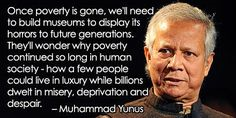 Once poverty is gone, we'll need
to build museums to display its
horrors to future generations.
They'll wonder why poverty
continued so long in human
society - how a few people
could live in luxury while billions
dwelt in misery, deprivation and
despair.
– Muhammad Yunus